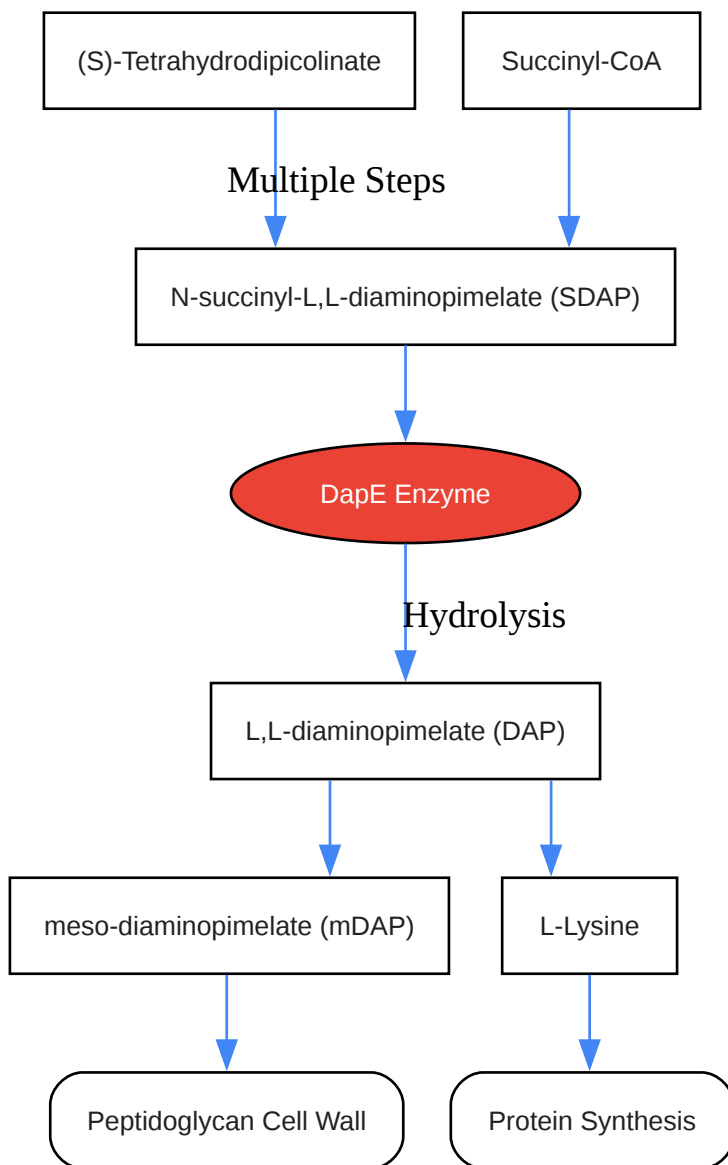 (S)-Tetrahydrodipicolinate
Succinyl-CoA
Multiple Steps
N-succinyl-L,L-diaminopimelate (SDAP)
DapE Enzyme
Hydrolysis
L,L-diaminopimelate (DAP)
meso-diaminopimelate (mDAP)
L-Lysine
Peptidoglycan Cell Wall
Protein Synthesis